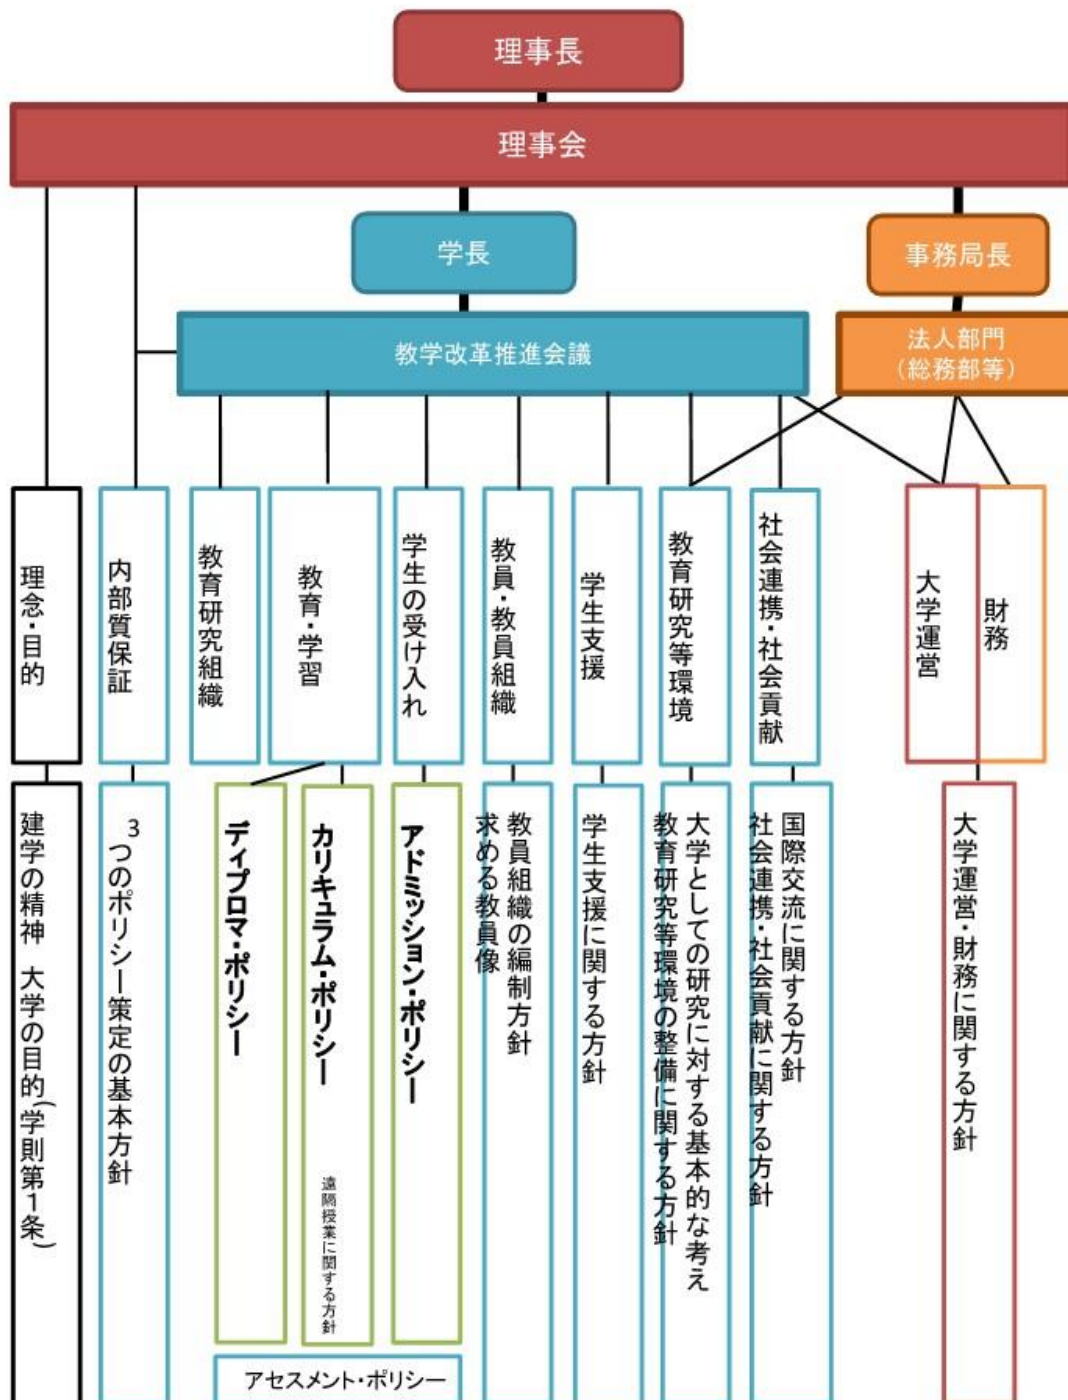 理事長
理事会
学長
事務局長
教学改革推進会議
法人部門
（総務部等）
理念・目的
内部質保証
教育研究組織
教育・学習
学生の受け入れ
教員・教員組織
学生支援
教育研究等環境
社会連携・社会貢献
大学運営
財務
建学の精神　大学の目的(学則第１条)
3つのポリシー策定の基本方針
ディプロマ・ポリシー
カリキュラム・ポリシー
遠隔授業に関する方針
アドミッション・ポリシー
教員組織の編制方針
求める教員像
学生支援に関する方針
大学としての研究に対する基本的な考え
教育研究等環境の整備に関する方針
国際交流に関する方針
社会連携・社会貢献に関する方針
大学運営・財務に関する方針
アセスメント・ポリシー